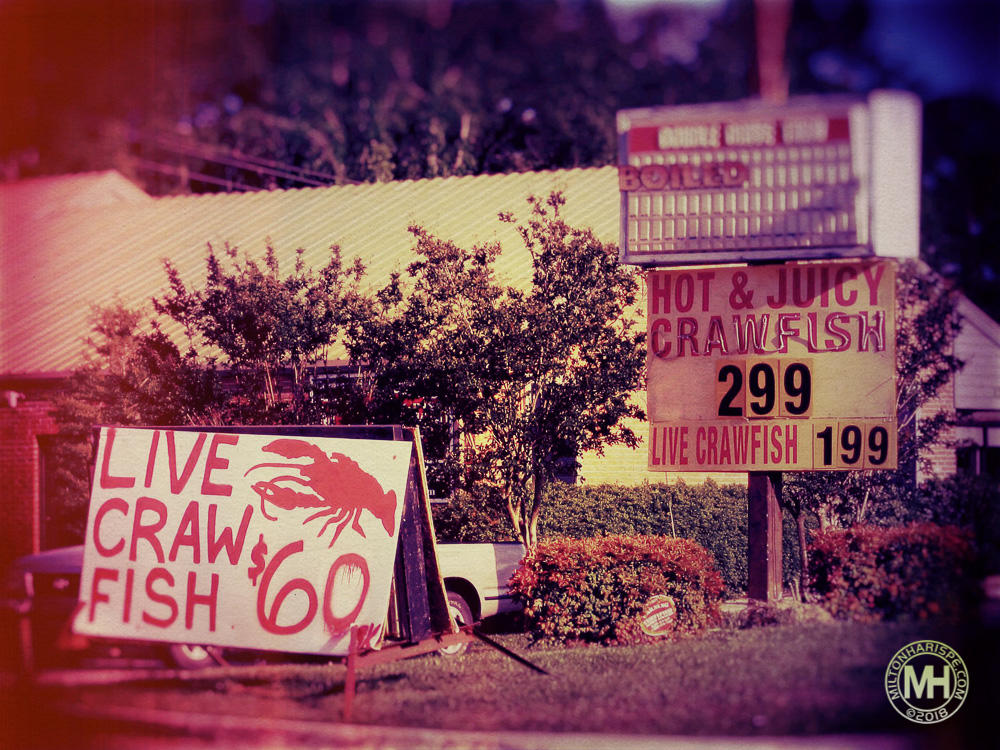 LIVE
CRAW
FISH $60
BOILED
HOT & JUICY
CRAWFISH
299
LIVE CRAWFISH 199
MILTONHARISPE.COM
MH
©2018